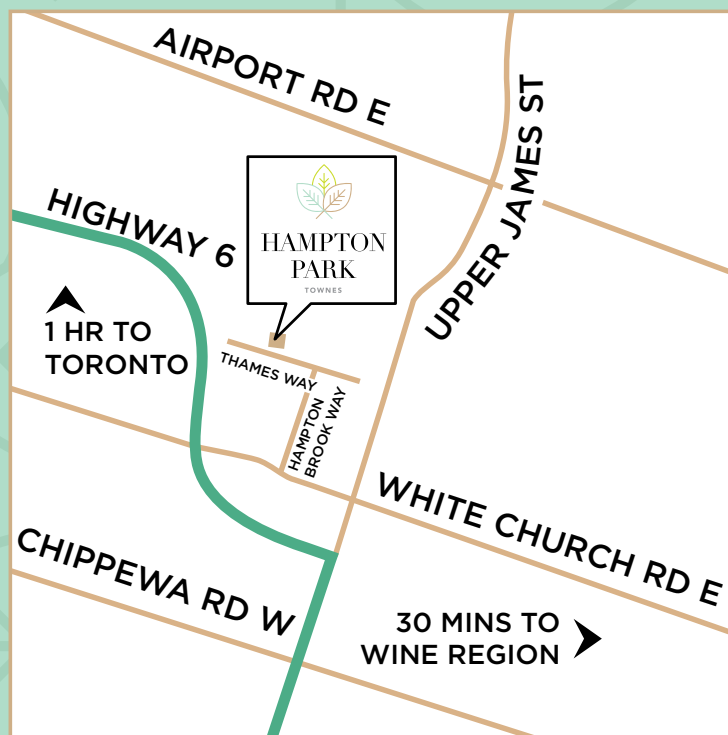 AIRPORT RD E
UPPER JAMES ST
HIGHWAY 6
HAMPTON
PARK
TOWNES
1 HR TO
TORONTO
THAMES WAY
HAMPTON
BROOK WAY
WHITE CHURCH RD E
CHIPPEWA RD W
30 MINS TO
WINE REGION